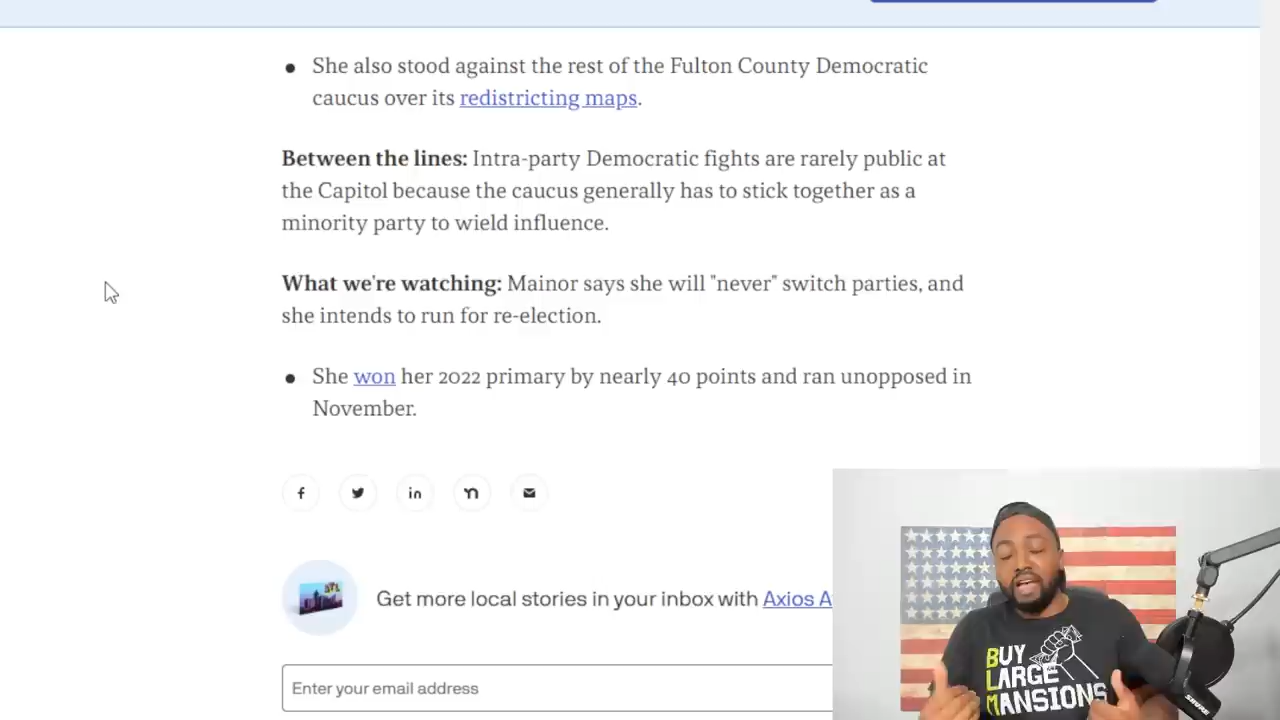 She also stood against the rest of the Fulton County Democratic
caucus over its redistricting maps.
Between the lines: Intra-party Democratic fights are rarely public at
the Capitol because the caucus generally has to stick together as a
minority party to wield influence.
What we're watching: Mainor says she will "never" switch parties, and
she intends to run for re-election.
She won her 2022 primary by nearly 40 points and ran unopposed in
November.
Get more local stories in your inbox with Axios A
Enter your email address
BUY
LARGE
MANSIONS
SHURE